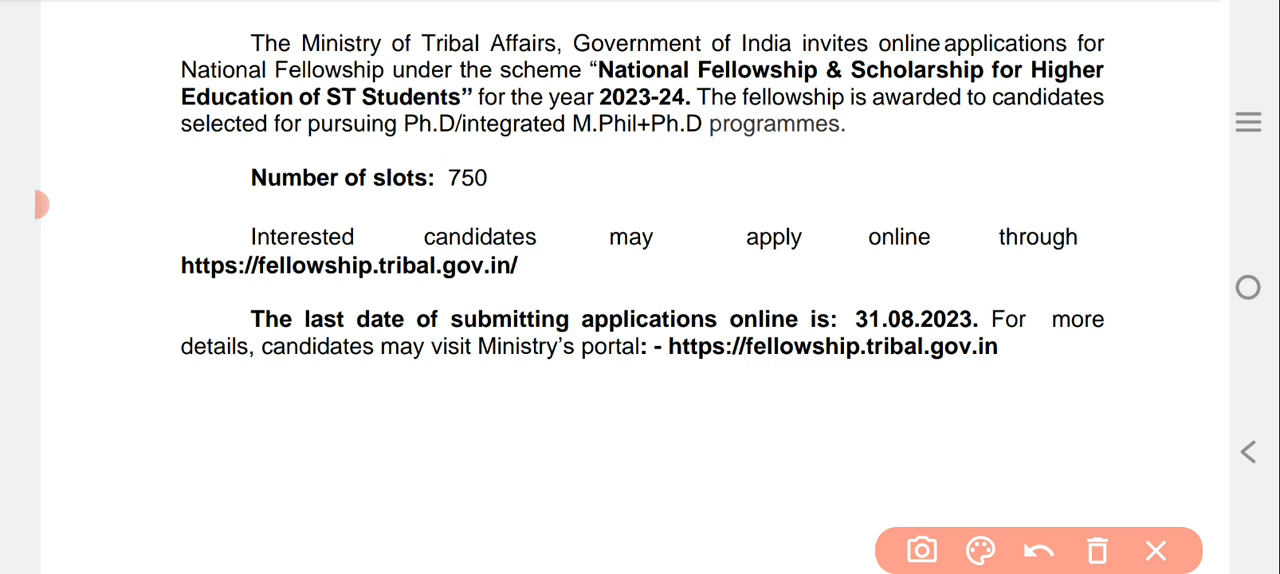 The Ministry of Tribal Affairs, Government of India invites online applications for
National Fellowship under the scheme “National Fellowship & Scholarship for Higher
Education of ST Students” for the year 2023-24. The fellowship is awarded to candidates
selected for pursuing Ph.D/integrated M.Phil+Ph.D programmes.
Number of slots: 750
Interested candidates may apply online through
https://fellowship.tribal.gov.in/
The last date of submitting applications online is: 31.08.2023. For more
details, candidates may visit Ministry’s portal: - https://fellowship.tribal.gov.in